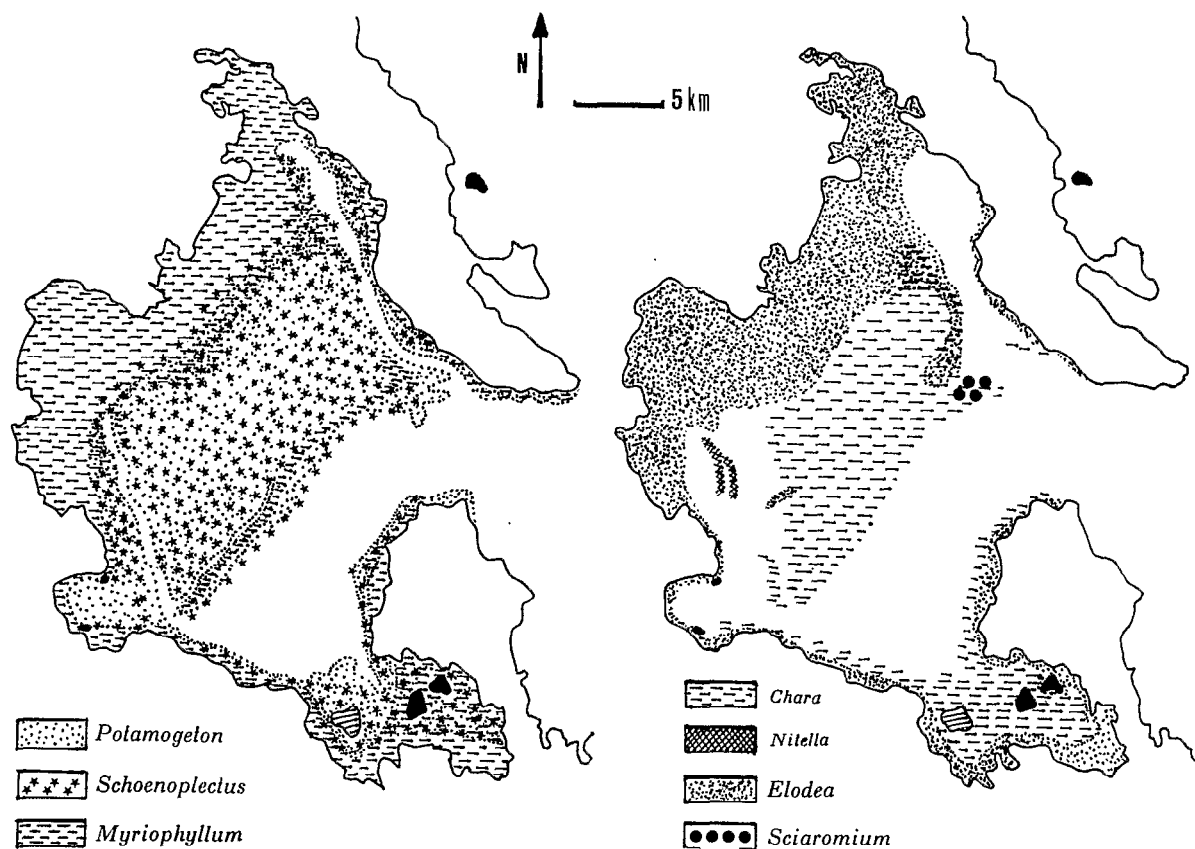 N
5 km
Potamogeton
Schoenoplectus
Myriophyllum
Chara
Nitella
Elodea
Sciaromium